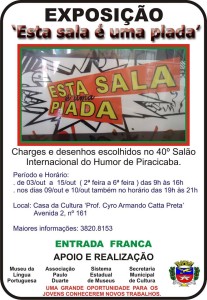 EXPOSIÇÃO
'Esta sala é uma piada'
ESTA SALA
PIADA
Charges e desenhos escolhidos no 40º Salão
Internacional do Humor de Piracicaba.
Período e Horário:
. de 03/out a 15/out ( 2ª feira a 6ª feira ) das 9h às 16h
. nos dias 09/out e 10/out também no horário das 19h às 21h
Local: Casa da Cultura 'Prof. Cyro Armando Catta Preta'
Avenida 2, nº 161
Maiores informações: 3820.8153
ENTRADA FRANCA
APOIO E REALIZAÇÃO
Museu da Língua Portuguesa
Associação Paulo Duarte
Sistema Estadual de Museus
Secretaria Municipal de Cultura
UMA GRANDE OPORTUNIDADE PARA OS
JOVENS CONHECEREM NOVOS TRABALHOS.